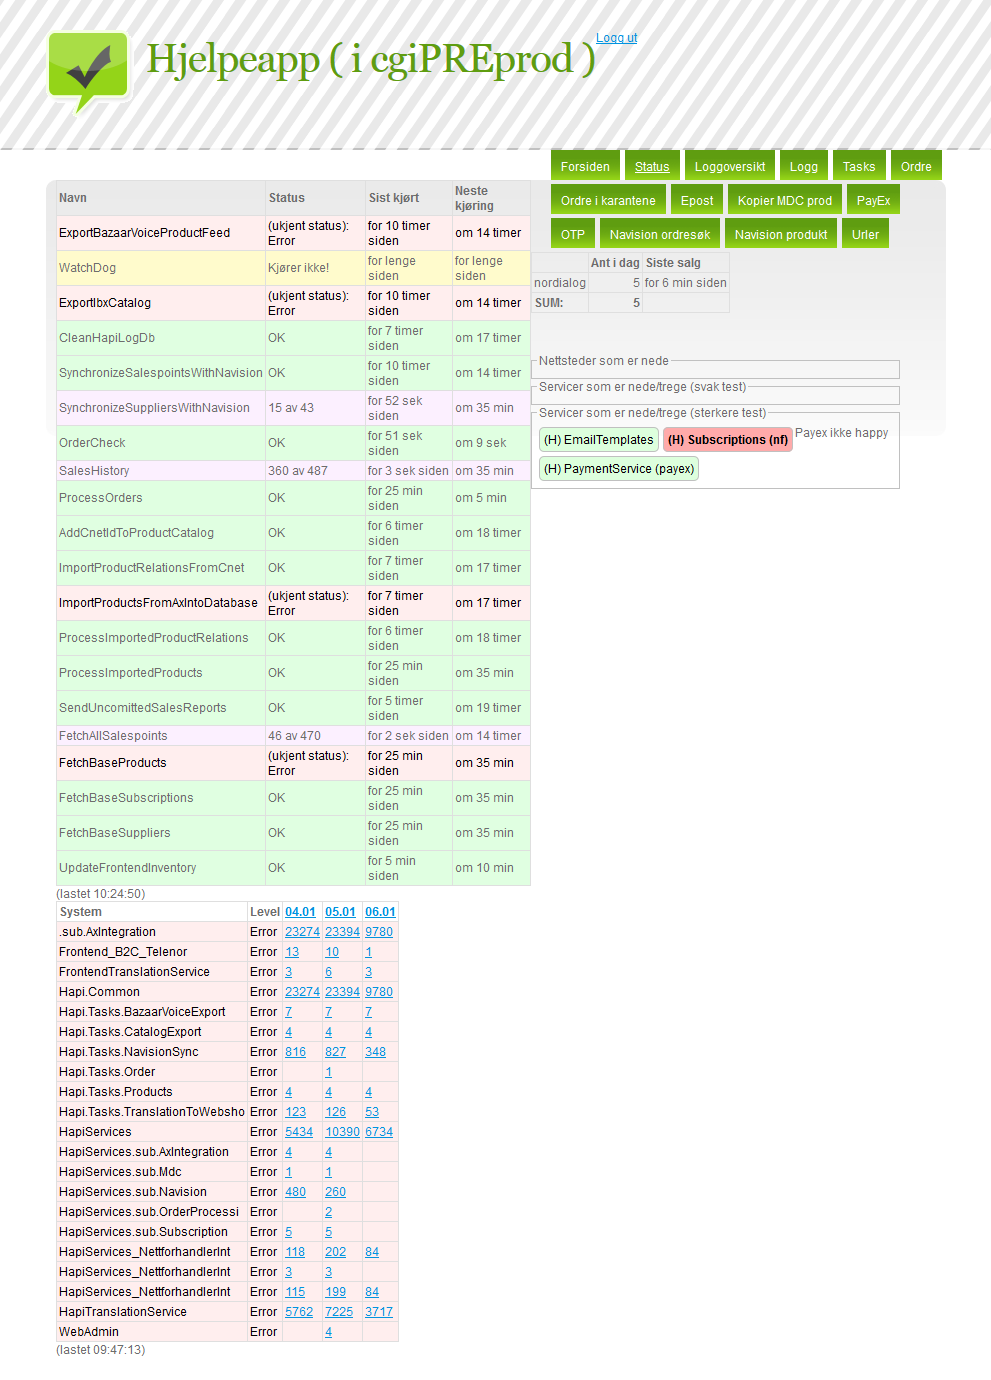 Hjelpeapp ( i cgiPREprod )
Logg ut
Forsiden Status Loggoversikt Logg Tasks Ordre
Ordre i karantene Epost Kopier MDC prod PayEx
OTP Navision ordresøk Navision produkt Urler
Navn Status Sist kjørt Neste kjøring
ExportBazaarVoiceProductFeed (ukjent status): Error for 10 timer siden om 14 timer
WatchDog Kjører ikke! for lenge siden for lenge siden
ExportIbxCatalog (ukjent status): Error for 10 timer siden om 14 timer
CleanHapiLogDb OK for 7 timer siden om 17 timer
SynchronizeSalespointsWithNavision OK for 10 timer siden om 14 timer
SynchronizeSuppliersWithNavision 15 av 43 for 52 sek siden om 35 min
OrderCheck OK for 51 sek siden om 9 sek
SalesHistory 360 av 487 for 3 sek siden om 35 min
ProcessOrders OK for 25 min siden om 5 min
AddCnetIdToProductCatalog OK for 6 timer siden om 18 timer
ImportProductRelationsFromCnet OK for 7 timer siden om 17 timer
ImportProductsFromAxIntoDatabase (ukjent status): Error for 7 timer siden om 17 timer
ProcessImportedProductRelations OK for 6 timer siden om 18 timer
ProcessImportedProducts OK for 25 min siden om 35 min
SendUncomittedSalesReports OK for 5 timer siden om 19 timer
FetchAllSalespoints 46 av 470 for 2 sek siden om 14 timer
FetchBaseProducts (ukjent status): Error for 25 min siden om 35 min
FetchBaseSubscriptions OK for 25 min siden om 35 min
FetchBaseSuppliers OK for 25 min siden om 35 min
UpdateFrontendInventory OK for 5 min siden om 10 min
(lastet 10:24:50)
Ant i dag Siste salg
nordialog 5 for 6 min siden
SUM: 5
Nettsteder som er nede
Servicer som er nede/trege (svak test)
Servicer som er nede/trege (sterkere test)
(H) EmailTemplates (H) Subscriptions (nf) Payex ikke happy
(H) PaymentService (payex)
System Level 04.01 05.01 06.01
.sub.AxIntegration Error 23274 23394 9780
Frontend_B2C_Telenor Error 13 10 1
FrontendTranslationService Error 3 6 3
Hapi.Common Error 23274 23394 9780
Hapi.Tasks.BazaarVoiceExport Error 7 7 7
Hapi.Tasks.CatalogExport Error 4 4 4
Hapi.Tasks.NavisionSync Error 816 827 348
Hapi.Tasks.Order Error 1
Hapi.Tasks.Products Error 4 4 4
Hapi.Tasks.TranslationToWebsho Error 123 126 53
HapiServices Error 5434 10390 6734
HapiServices.sub.AxIntegration Error 4 4
HapiServices.sub.Mdc Error 1 1
HapiServices.sub.Navision Error 480 260
HapiServices.sub.OrderProcessi Error 2
HapiServices.sub.Subscription Error 5 5
HapiServices_NettforhandlerInt Error 118 202 84
HapiServices_NettforhandlerInt Error 3 3
HapiServices_NettforhandlerInt Error 115 199 84
HapiTranslationService Error 5762 7225 3717
WebAdmin Error 4
(lastet 09:47:13)